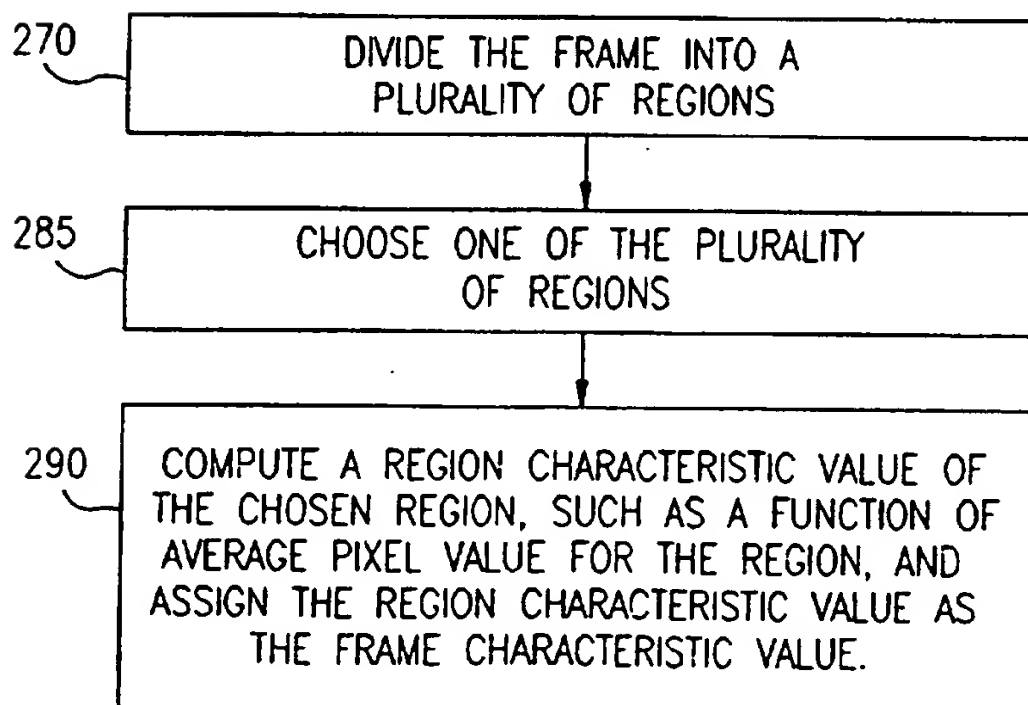 270
DIVIDE THE FRAME INTO A
PLURALITY OF REGIONS
285
CHOOSE ONE OF THE PLURALITY
OF REGIONS
290
COMPUTE A REGION CHARACTERISTIC VALUE OF
THE CHOSEN REGION, SUCH AS A FUNCTION OF
AVERAGE PIXEL VALUE FOR THE REGION, AND
ASSIGN THE REGION CHARACTERISTIC VALUE AS
THE FRAME CHARACTERISTIC VALUE.